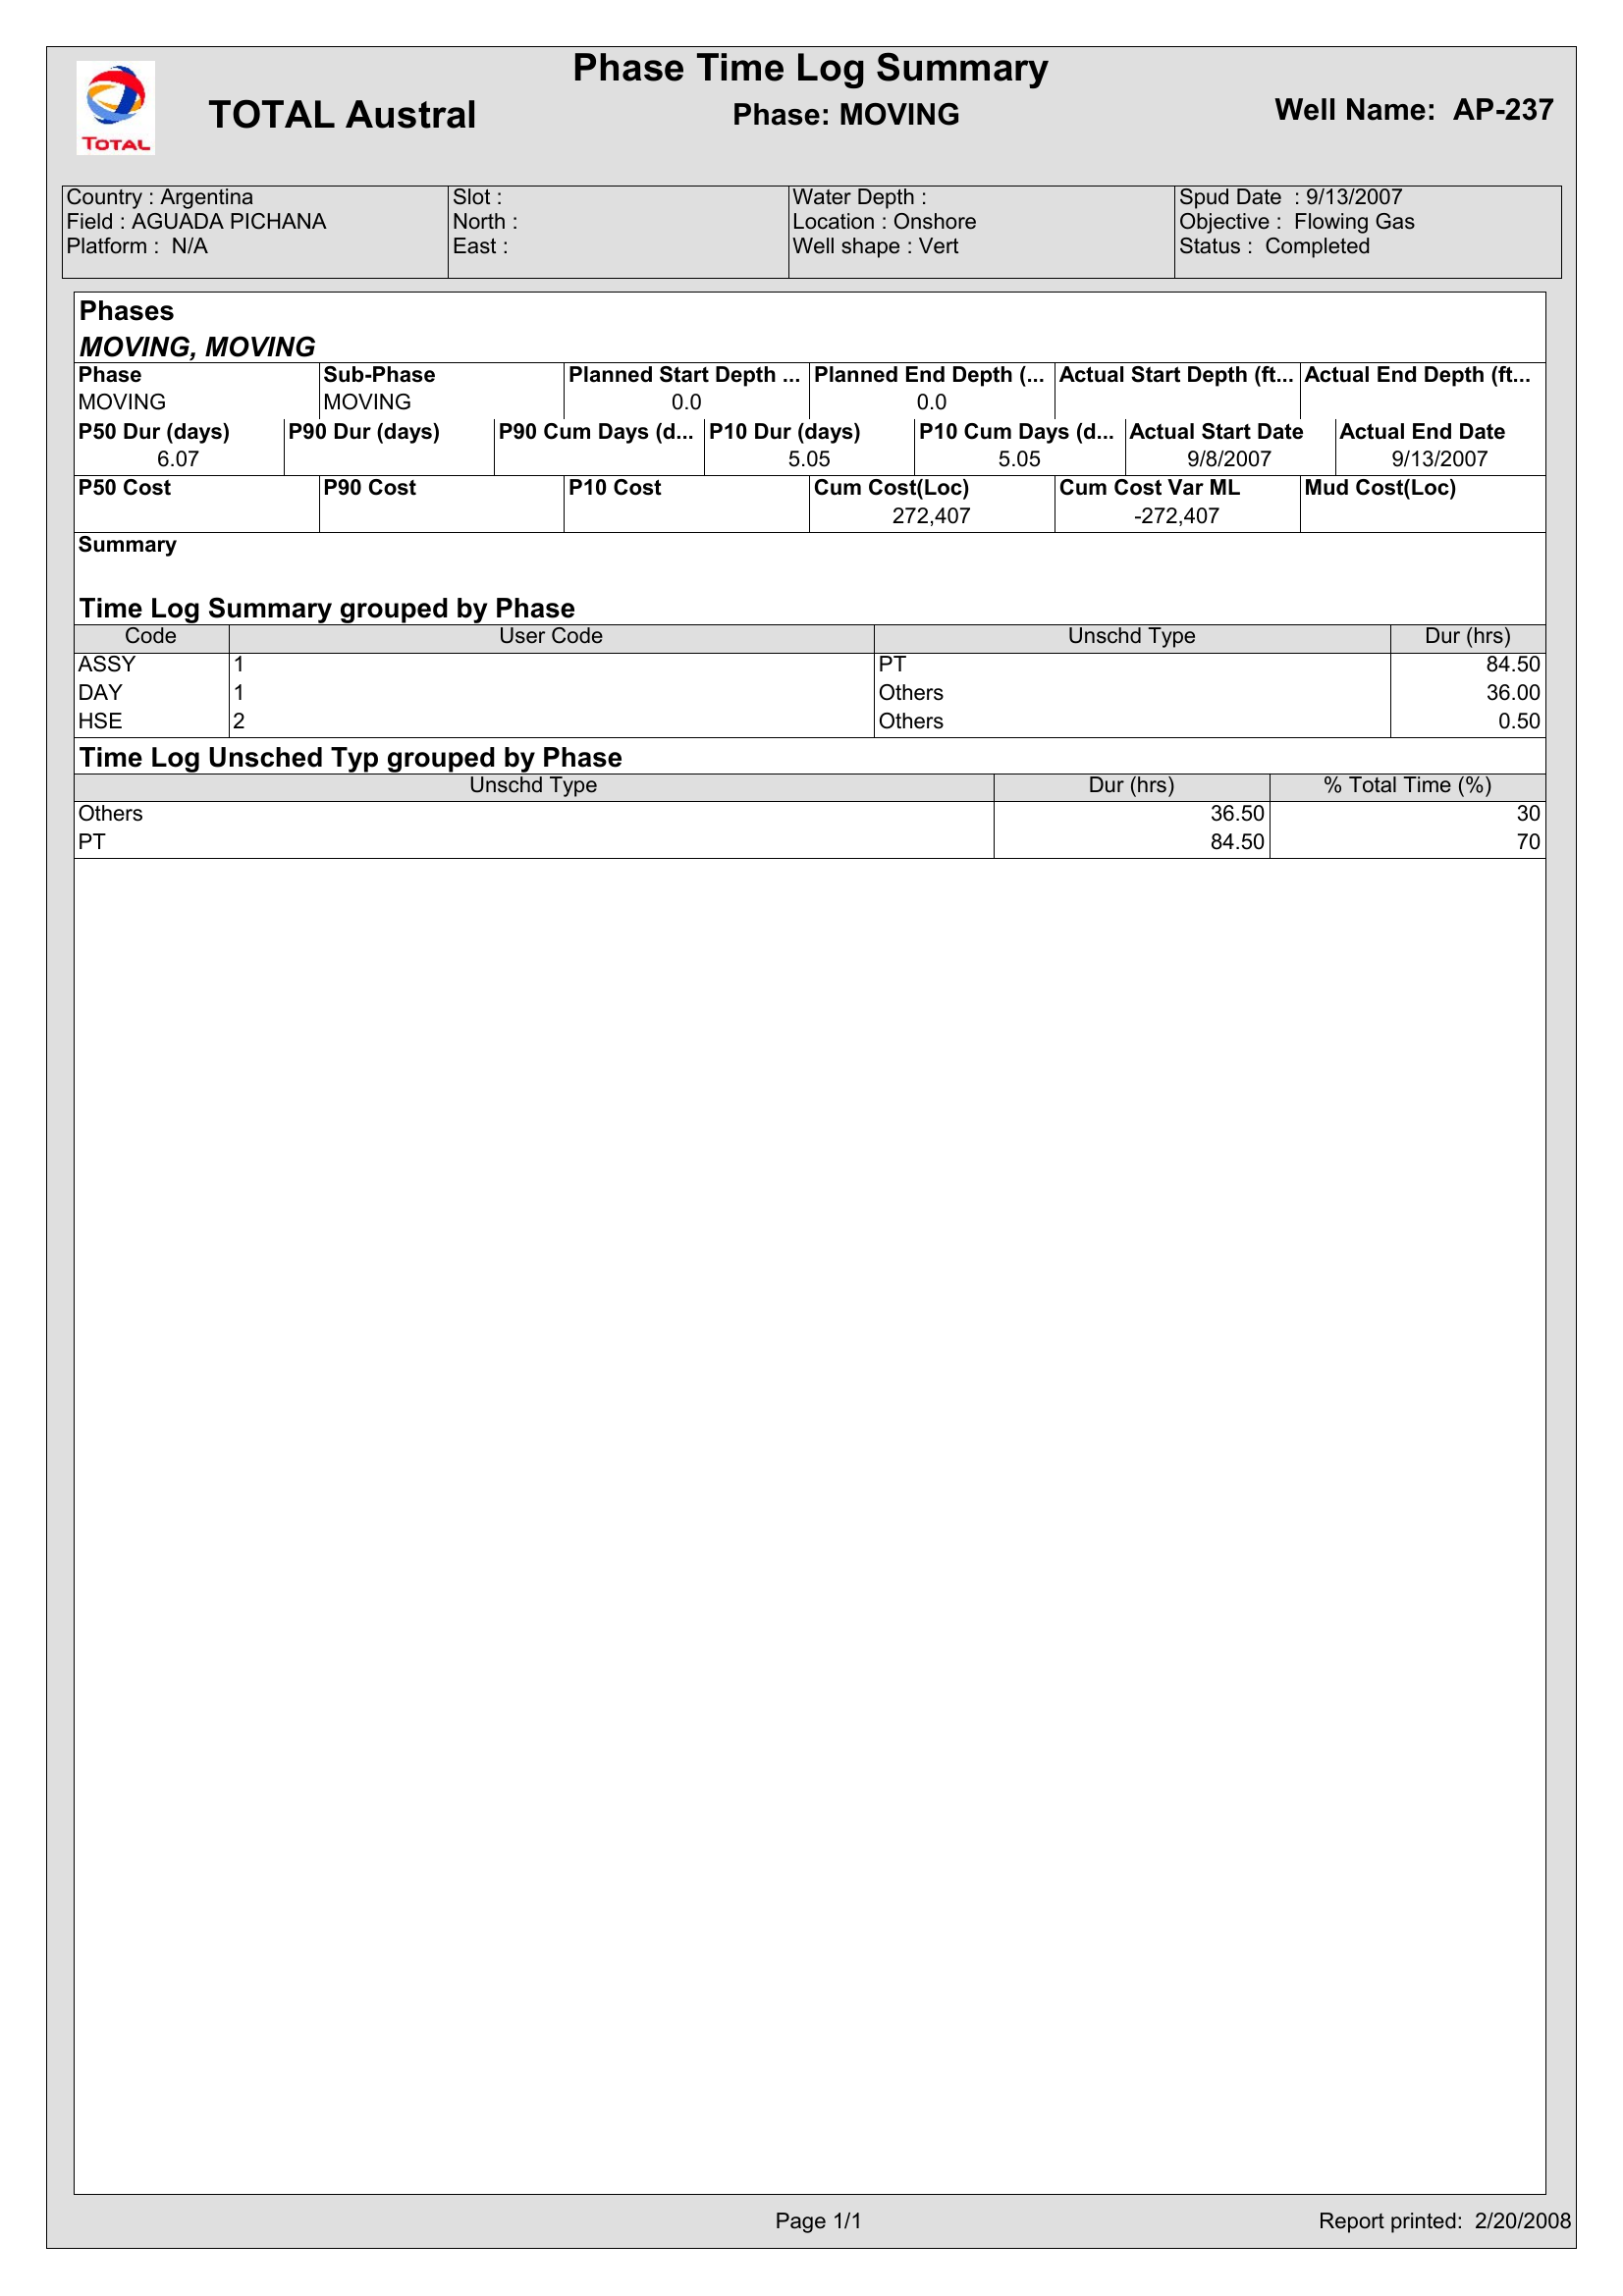 Phase Time Log Summary
TOTAL Austral
Phase: MOVING
Well Name: AP-237
TOTAL
Country : Argentina
Field : AGUADA PICHANA
Platform : N/A
Slot :
North :
East :
Water Depth :
Location : Onshore
Well shape : Vert
Spud Date : 9/13/2007
Objective : Flowing Gas
Status : Completed
Phases
MOVING, MOVING
Phase Sub-Phase Planned Start Depth ... Planned End Depth (... Actual Start Depth (ft... Actual End Depth (ft...
MOVING MOVING 0.0 0.0
P50 Dur (days) P90 Dur (days) P90 Cum Days (d... P10 Dur (days) P10 Cum Days (d... Actual Start Date Actual End Date
6.07 5.05 5.05 9/8/2007 9/13/2007
P50 Cost P90 Cost P10 Cost Cum Cost(Loc) Cum Cost Var ML Mud Cost(Loc)
272,407 -272,407
Summary
Time Log Summary grouped by Phase
Code User Code Unschd Type Dur (hrs)
ASSY 1 PT 84.50
DAY 1 Others 36.00
HSE 2 Others 0.50
Time Log Unsched Typ grouped by Phase
Unschd Type Dur (hrs) % Total Time (%)
Others 36.50 30
PT 84.50 70
Page 1/1
Report printed: 2/20/2008